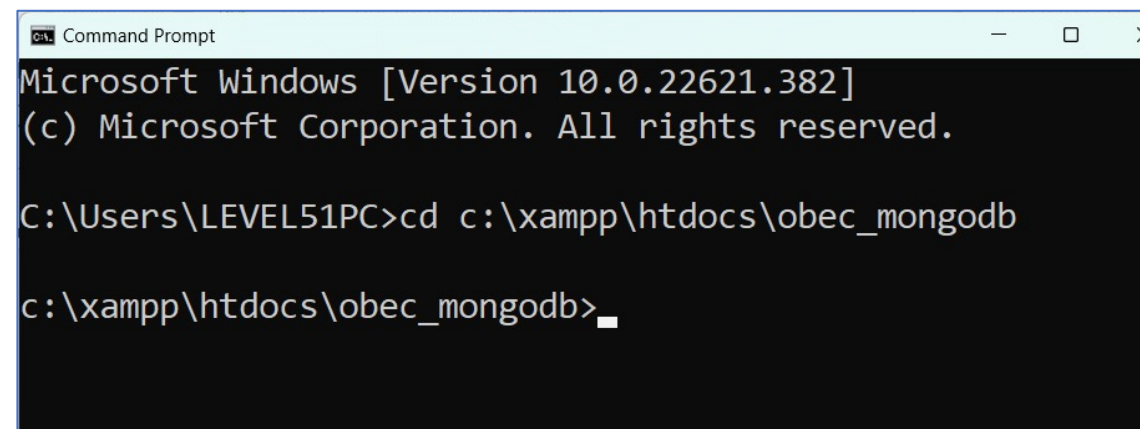 Command Prompt
Microsoft Windows [Version 10.0.22621.382]
(c) Microsoft Corporation. All rights reserved.
C:\Users\LEVEL51PC>cd c:\xampp\htdocs\obec_mongodb
c:\xampp\htdocs\obec_mongodb>